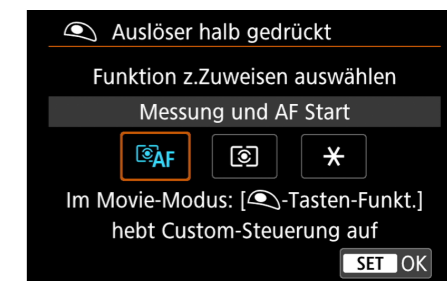 Auslöser halb gedrückt
Funktion z.Zuweisen auswählen
Messung und AF Start
AF
Im Movie-Modus: [-Tasten-Funkt.]
hebt Custom-Steuerung auf
SET OK